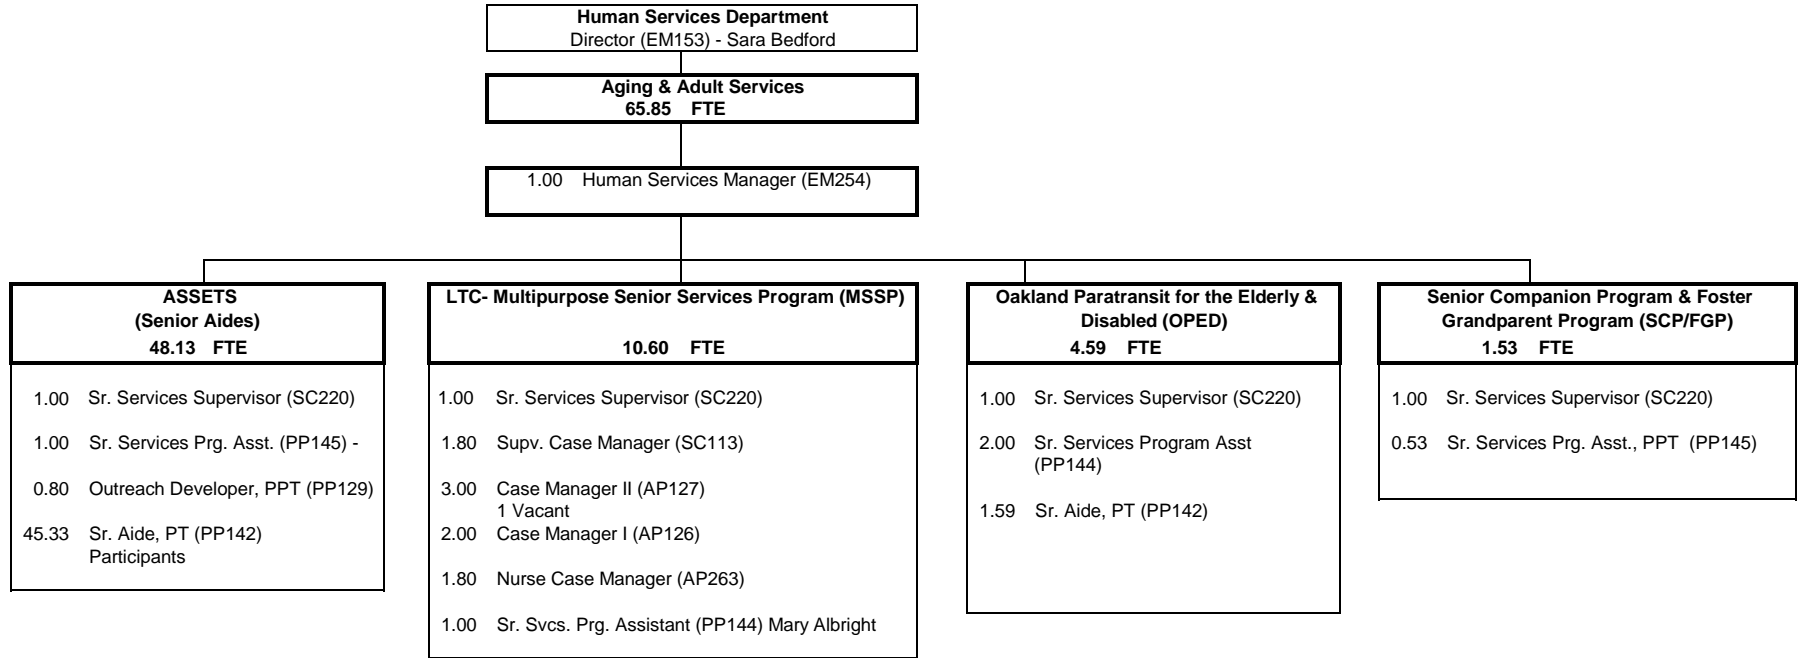 Human Services Department
Director (EM153) - Sara Bedford
Aging & Adult Services
65.85 FTE
1.00 Human Services Manager (EM254)
ASSETS
(Senior Aides)
48.13 FTE
1.00 Sr. Services Supervisor (SC220)
1.00 Sr. Services Prg. Asst. (PP145) -
0.80 Outreach Developer, PPT (PP129)
45.33 Sr. Aide, PT (PP142)
Participants
LTC- Multipurpose Senior Services Program (MSSP)
10.60 FTE
1.00 Sr. Services Supervisor (SC220)
1.80 Supv. Case Manager (SC113)
3.00 Case Manager II (AP127)
1 Vacant
2.00 Case Manager I (AP126)
1.80 Nurse Case Manager (AP263)
1.00 Sr. Svcs. Prg. Assistant (PP144) Mary Albright
Oakland Paratransit for the Elderly &
Disabled (OPED)
4.59 FTE
1.00 Sr. Services Supervisor (SC220)
2.00 Sr. Services Program Asst
(PP144)
1.59 Sr. Aide, PT (PP142)
Senior Companion Program & Foster
Grandparent Program (SCP/FGP)
1.53 FTE
1.00 Sr. Services Supervisor (SC220)
0.53 Sr. Services Prg. Asst., PPT (PP145)